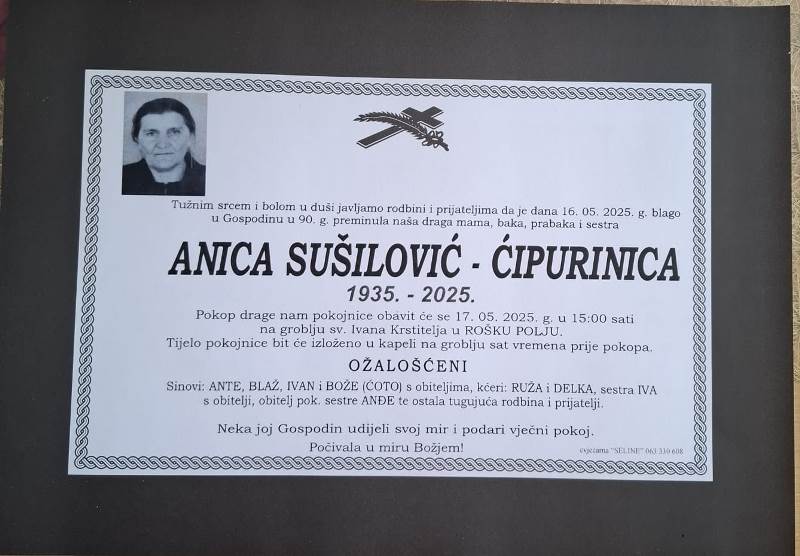 Tužnim srcem i bolom u duši javljamo rodbini i prijateljima da je dana 16. 05. 2025. g. blago
u Gospodinu u 90. g. preminula naša draga mama, baka, prabaka i sestra
ANICA SUŠILOVIĆ - ĆIPURINICA
1935. - 2025.
Pokop drage nam pokojnice obavit će se 17. 05. 2025. g. u 15:00 sati
na groblju sv. Ivana Krstitelja u ROŠKU POLJU.
Tijelo pokojnice bit će izloženo u kapeli na groblju sat vremena prije pokopa.
OŽALOŠĆENI
Sinovi: ANTE, BLAŽ, IVAN i BOŽE (ĆOTO) s obiteljima, kćeri: RUŽA i DELKA, sestra IVA
s obitelji, obitelj pok. sestre ANĐE te ostala tugujuća rodbina i prijatelji.
Neka joj Gospodin udijeli svoj mir i podari vječni pokoj.
Počivala u miru Božjem!
cvjećarna "SELINE" 063 310 608